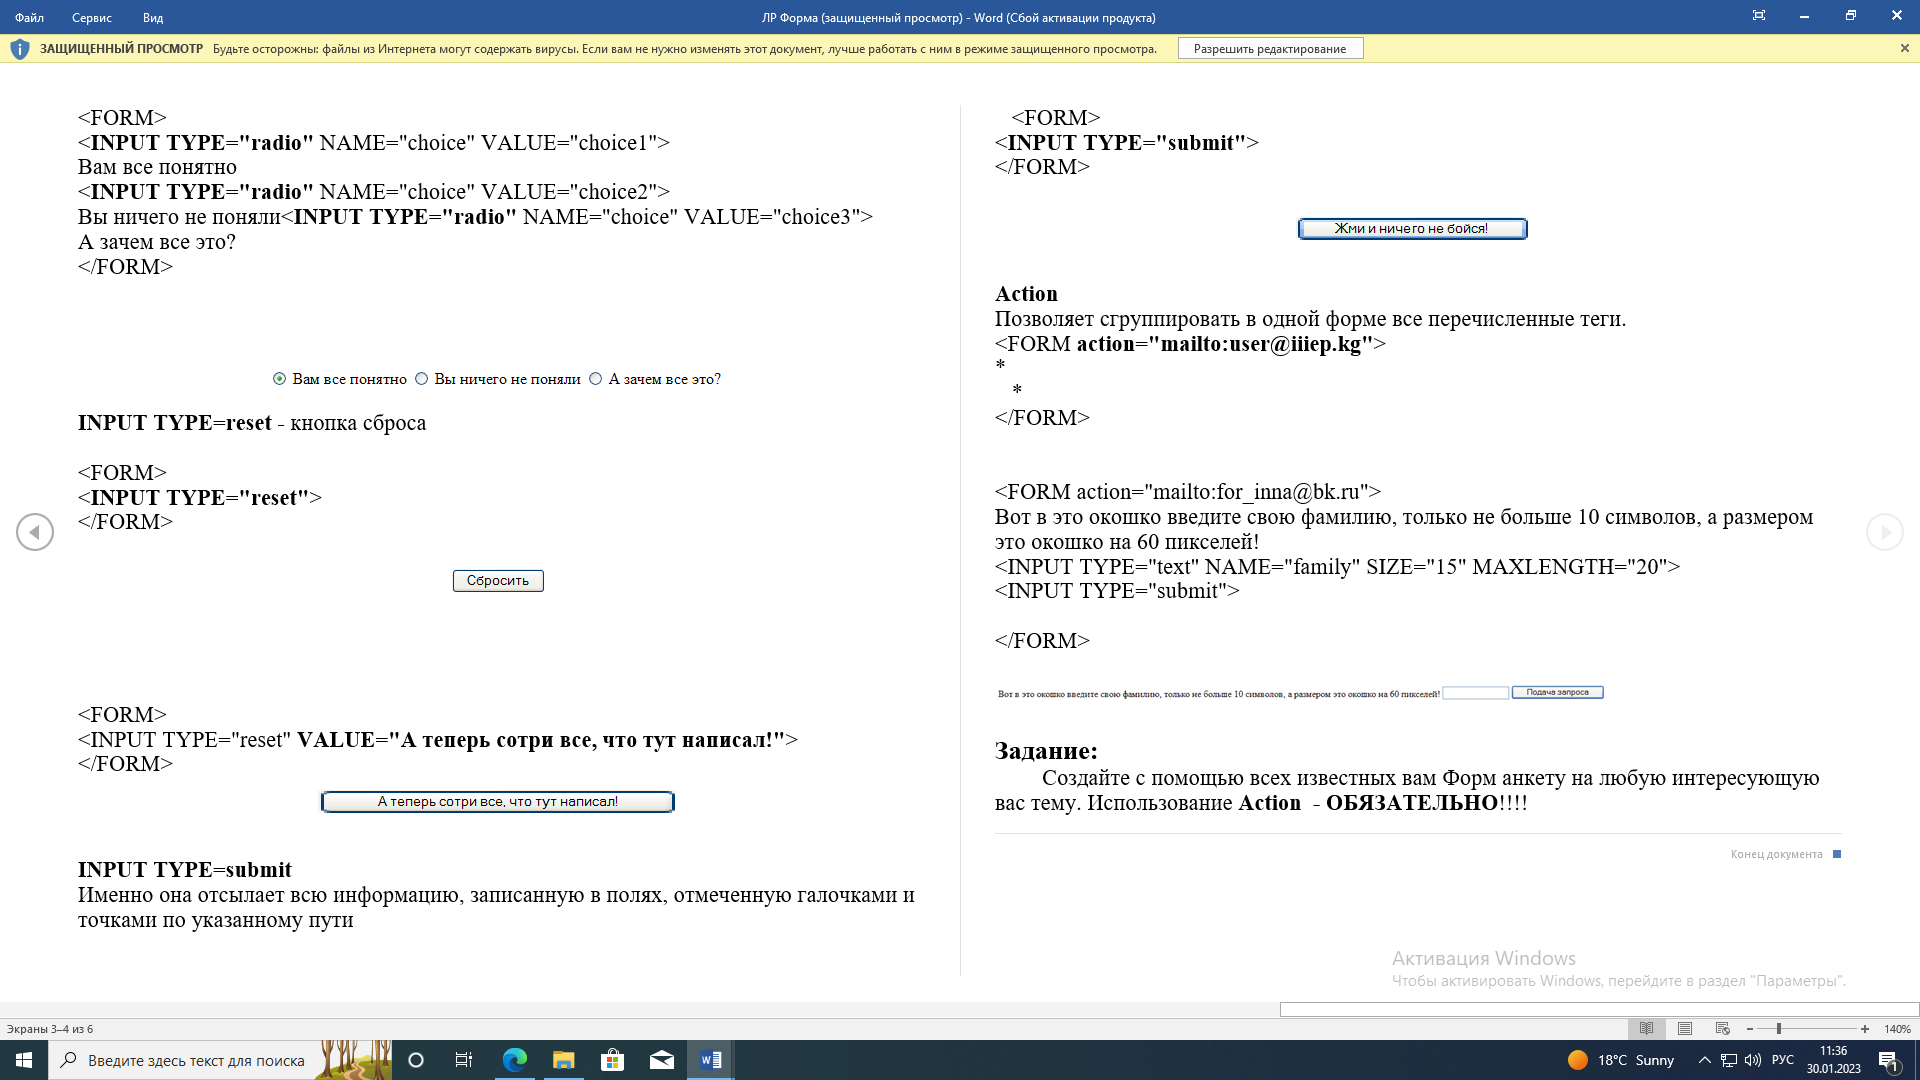 Файл Сервис Вид ЛР Форма (защищенный просмотр) - Word (Сбой активации продукта)
ЗАЩИЩЕННЫЙ ПРОСМОТР Будьте осторожны: файлы из Интернета могут содержать вирусы. Если вам не нужно изменять этот документ, лучше работать с ним в режиме защищенного просмотра. Разрешить редактирование
<FORM>
<INPUT TYPE="radio" NAME="choice" VALUE="choice1">
Вам все понятно
<INPUT TYPE="radio" NAME="choice" VALUE="choice2">
Вы ничего не поняли<INPUT TYPE="radio" NAME="choice" VALUE="choice3">
А зачем все это?
</FORM>
Вам все понятно Вы ничего не поняли А зачем все это?
INPUT TYPE=reset - кнопка сброса
<FORM>
<INPUT TYPE="reset">
</FORM>
Сбросить
<FORM>
<INPUT TYPE="reset" VALUE="А теперь сотри все, что тут написал!">
</FORM>
А теперь сотри все, что тут написал!
INPUT TYPE=submit
Именно она отсылает всю информацию, записанную в полях, отмеченную галочками и
точками по указанному пути
<FORM>
<INPUT TYPE="submit">
</FORM>
Жми и ничего не бойся!
Action
Позволяет сгруппировать в одной форме все перечисленные теги.
<FORM action="mailto:user@iiiep.kg">
*
*
</FORM>
<FORM action="mailto:for_inna@bk.ru">
Вот в это окошко введите свою фамилию, только не больше 10 символов, а размером
это окошко на 60 пикселей!
<INPUT TYPE="text" NAME="family" SIZE="15" MAXLENGTH="20">
<INPUT TYPE="submit">
</FORM>
Вот в это окошко введите свою фамилию, только не больше 10 символов, а размером это окошко на 60 пикселей! Подача запроса
Задание:
Создайте с помощью всех известных вам Форм анкету на любую интересующую
вас тему. Использование Action - ОБЯЗАТЕЛЬНО!!!!
Конец документа
Активация Windows
Чтобы активировать Windows, перейдите в раздел "Параметры".
Экраны 3–4 из 6 140%
Введите здесь текст для поиска 18°C Sunny РУС 11:36
30.01.2023 1